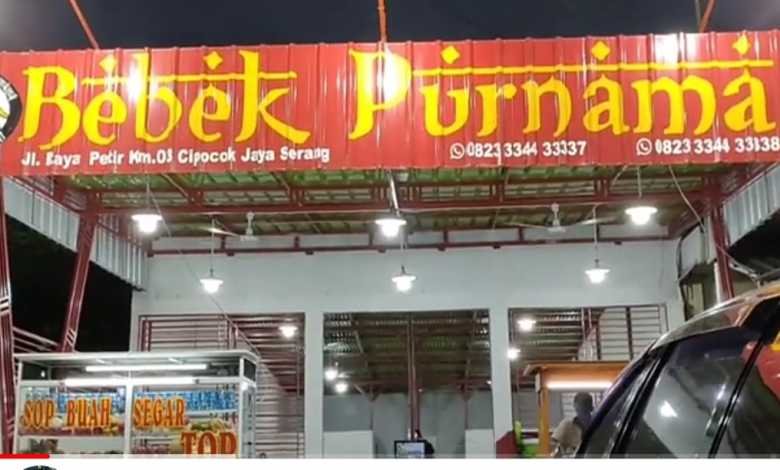 Bebek Purnama
Jl. Raya Petir Km.03 Cipocok Jaya Serang
0823 3344 33337
0823 3344 33338
SOP BUAH SEGAR
TOP